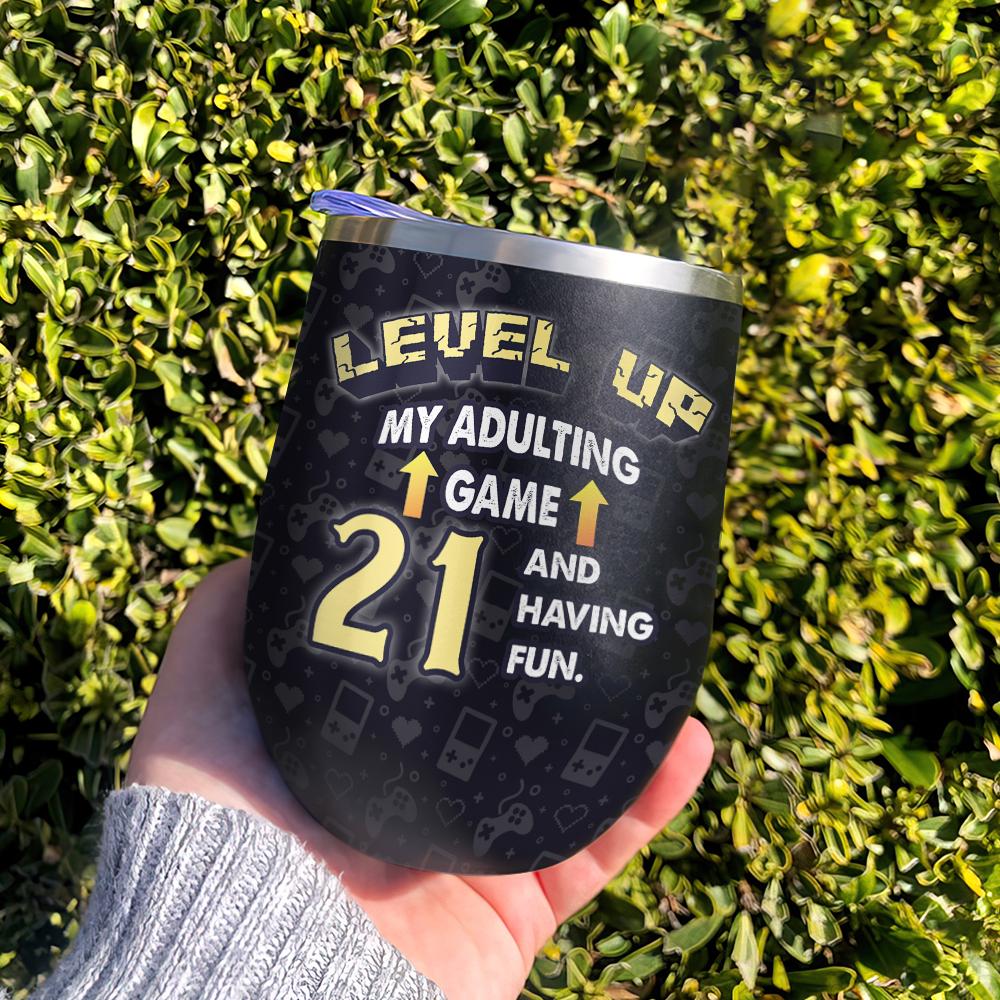 LEVEL UP
MY ADULTING
GAME
21 AND
HAVING
FUN.